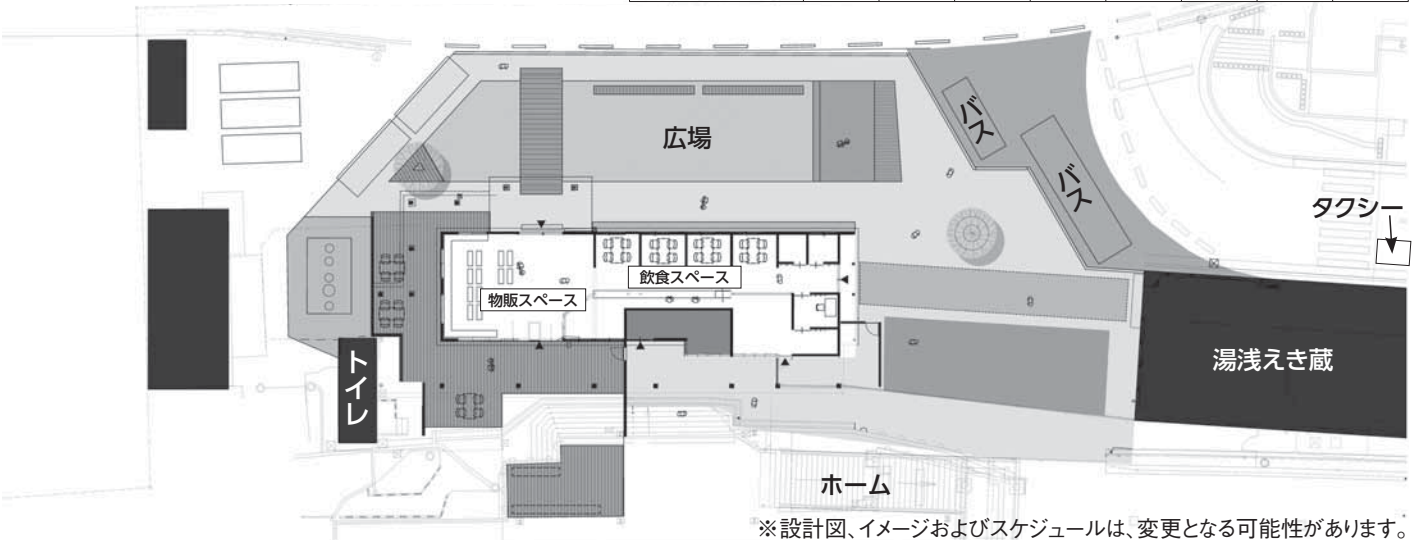 広場
バス
バス
タクシー
飲食スペース
物販スペース
トイレ
湯浅えき蔵
ホーム
※設計図、イメージおよびスケジュールは、変更となる可能性があります。